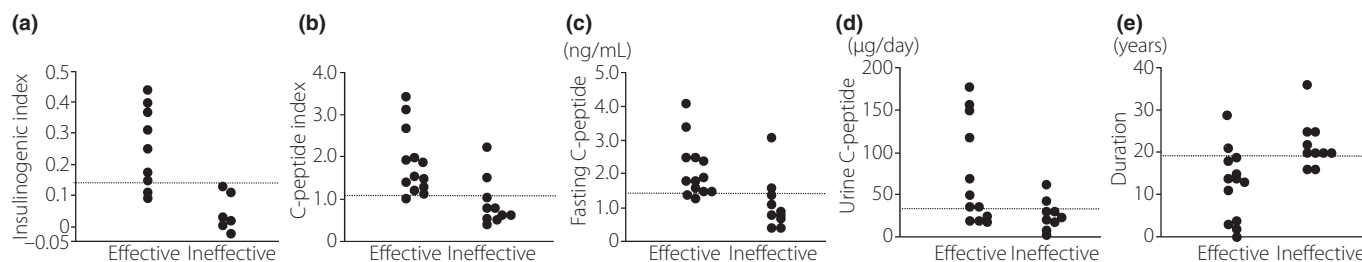 (a)
Insulinogenic index
0.5
0.4
0.3
0.2
0.1
0
−0.05
Effective Ineffective
(b)
C-peptide index
4.0
3.0
2.0
1.0
0
Effective Ineffective
(c)
(ng/mL)
Fasting C-peptide
5.0
4.0
3.0
2.0
1.0
0
Effective Ineffective
(d)
(μg/day)
Urine C-peptide
200
150
100
50
0
Effective Ineffective
(e)
(years)
Duration
40
30
20
10
0
Effective Ineffective